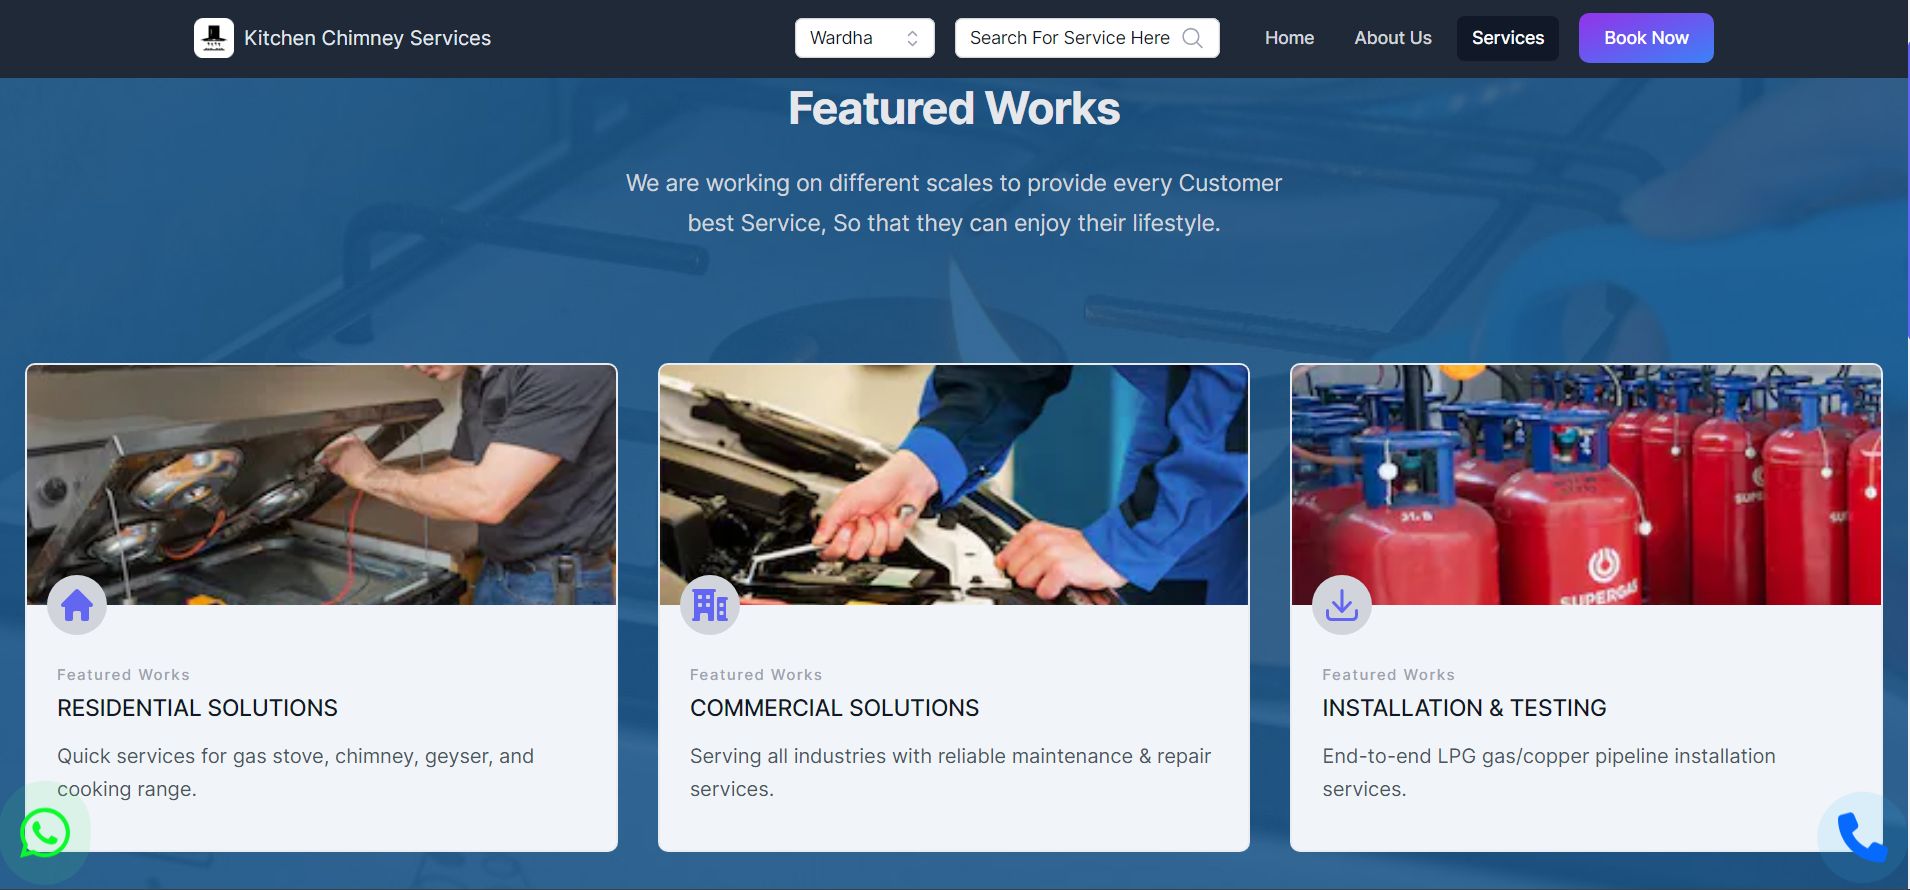 Kitchen Chimney Services
Wardha
Search For Service Here
Home
About Us
Services
Book Now
Featured Works
We are working on different scales to provide every Customer
best Service, So that they can enjoy their lifestyle.
31.8
SUPERGAS
Featured Works
RESIDENTIAL SOLUTIONS
Quick services for gas stove, chimney, geyser, and
cooking range.
Featured Works
COMMERCIAL SOLUTIONS
Serving all industries with reliable maintenance & repair
services.
Featured Works
INSTALLATION & TESTING
End-to-end LPG gas/copper pipeline installation
services.